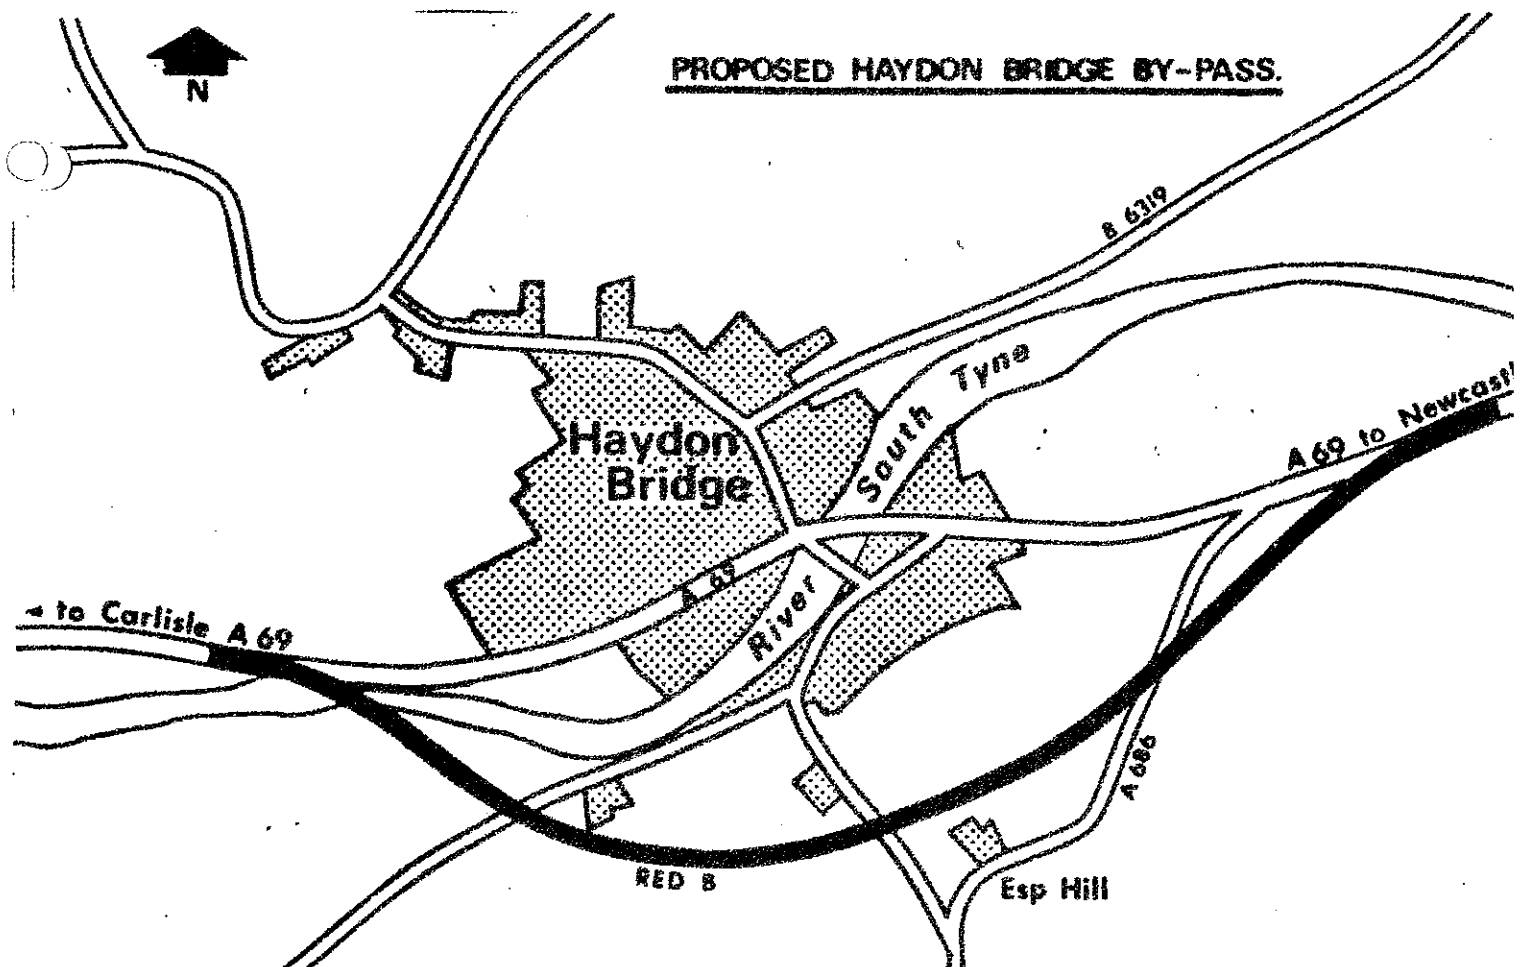 PROPOSED HAYDON BRIDGE BY-PASS.
N
B 6319
South Tyne
A 69 to Newcastl
Haydon
Bridge
A 69
River
◄ to Carlisle A 69
A 686
RED B
Esp Hill